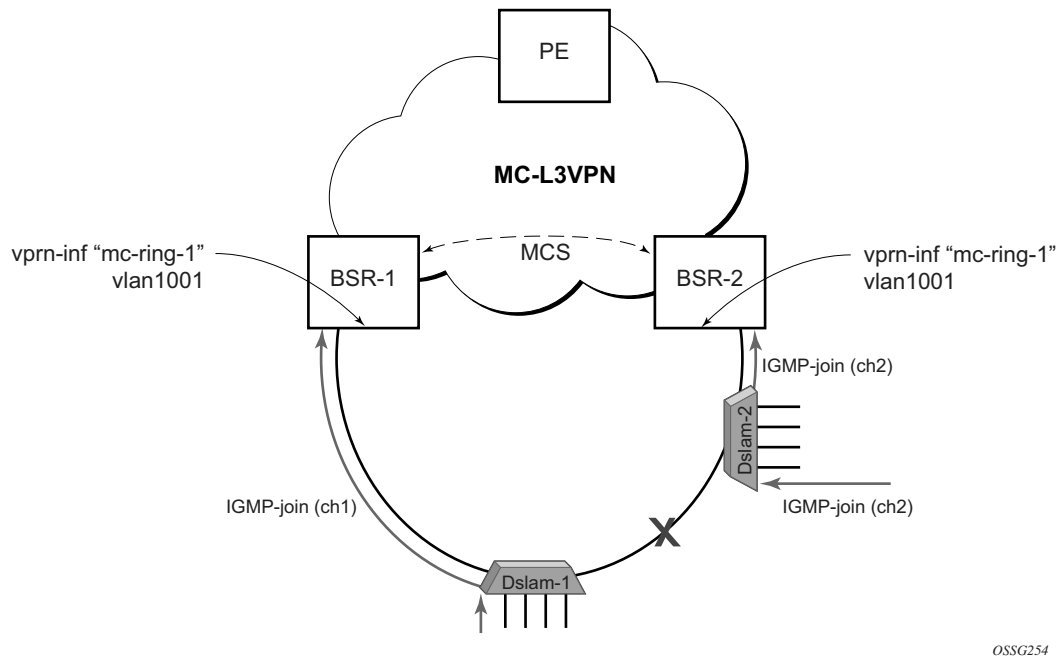 PE
MC-L3VPN
vprn-inf “mc-ring-1”
vlan1001
BSR-1
MCS
BSR-2
vprn-inf “mc-ring-1”
vlan1001
IGMP-join (ch2)
Dslam-2
IGMP-join (ch1)
IGMP-join (ch2)
X
Dslam-1
OSSG254